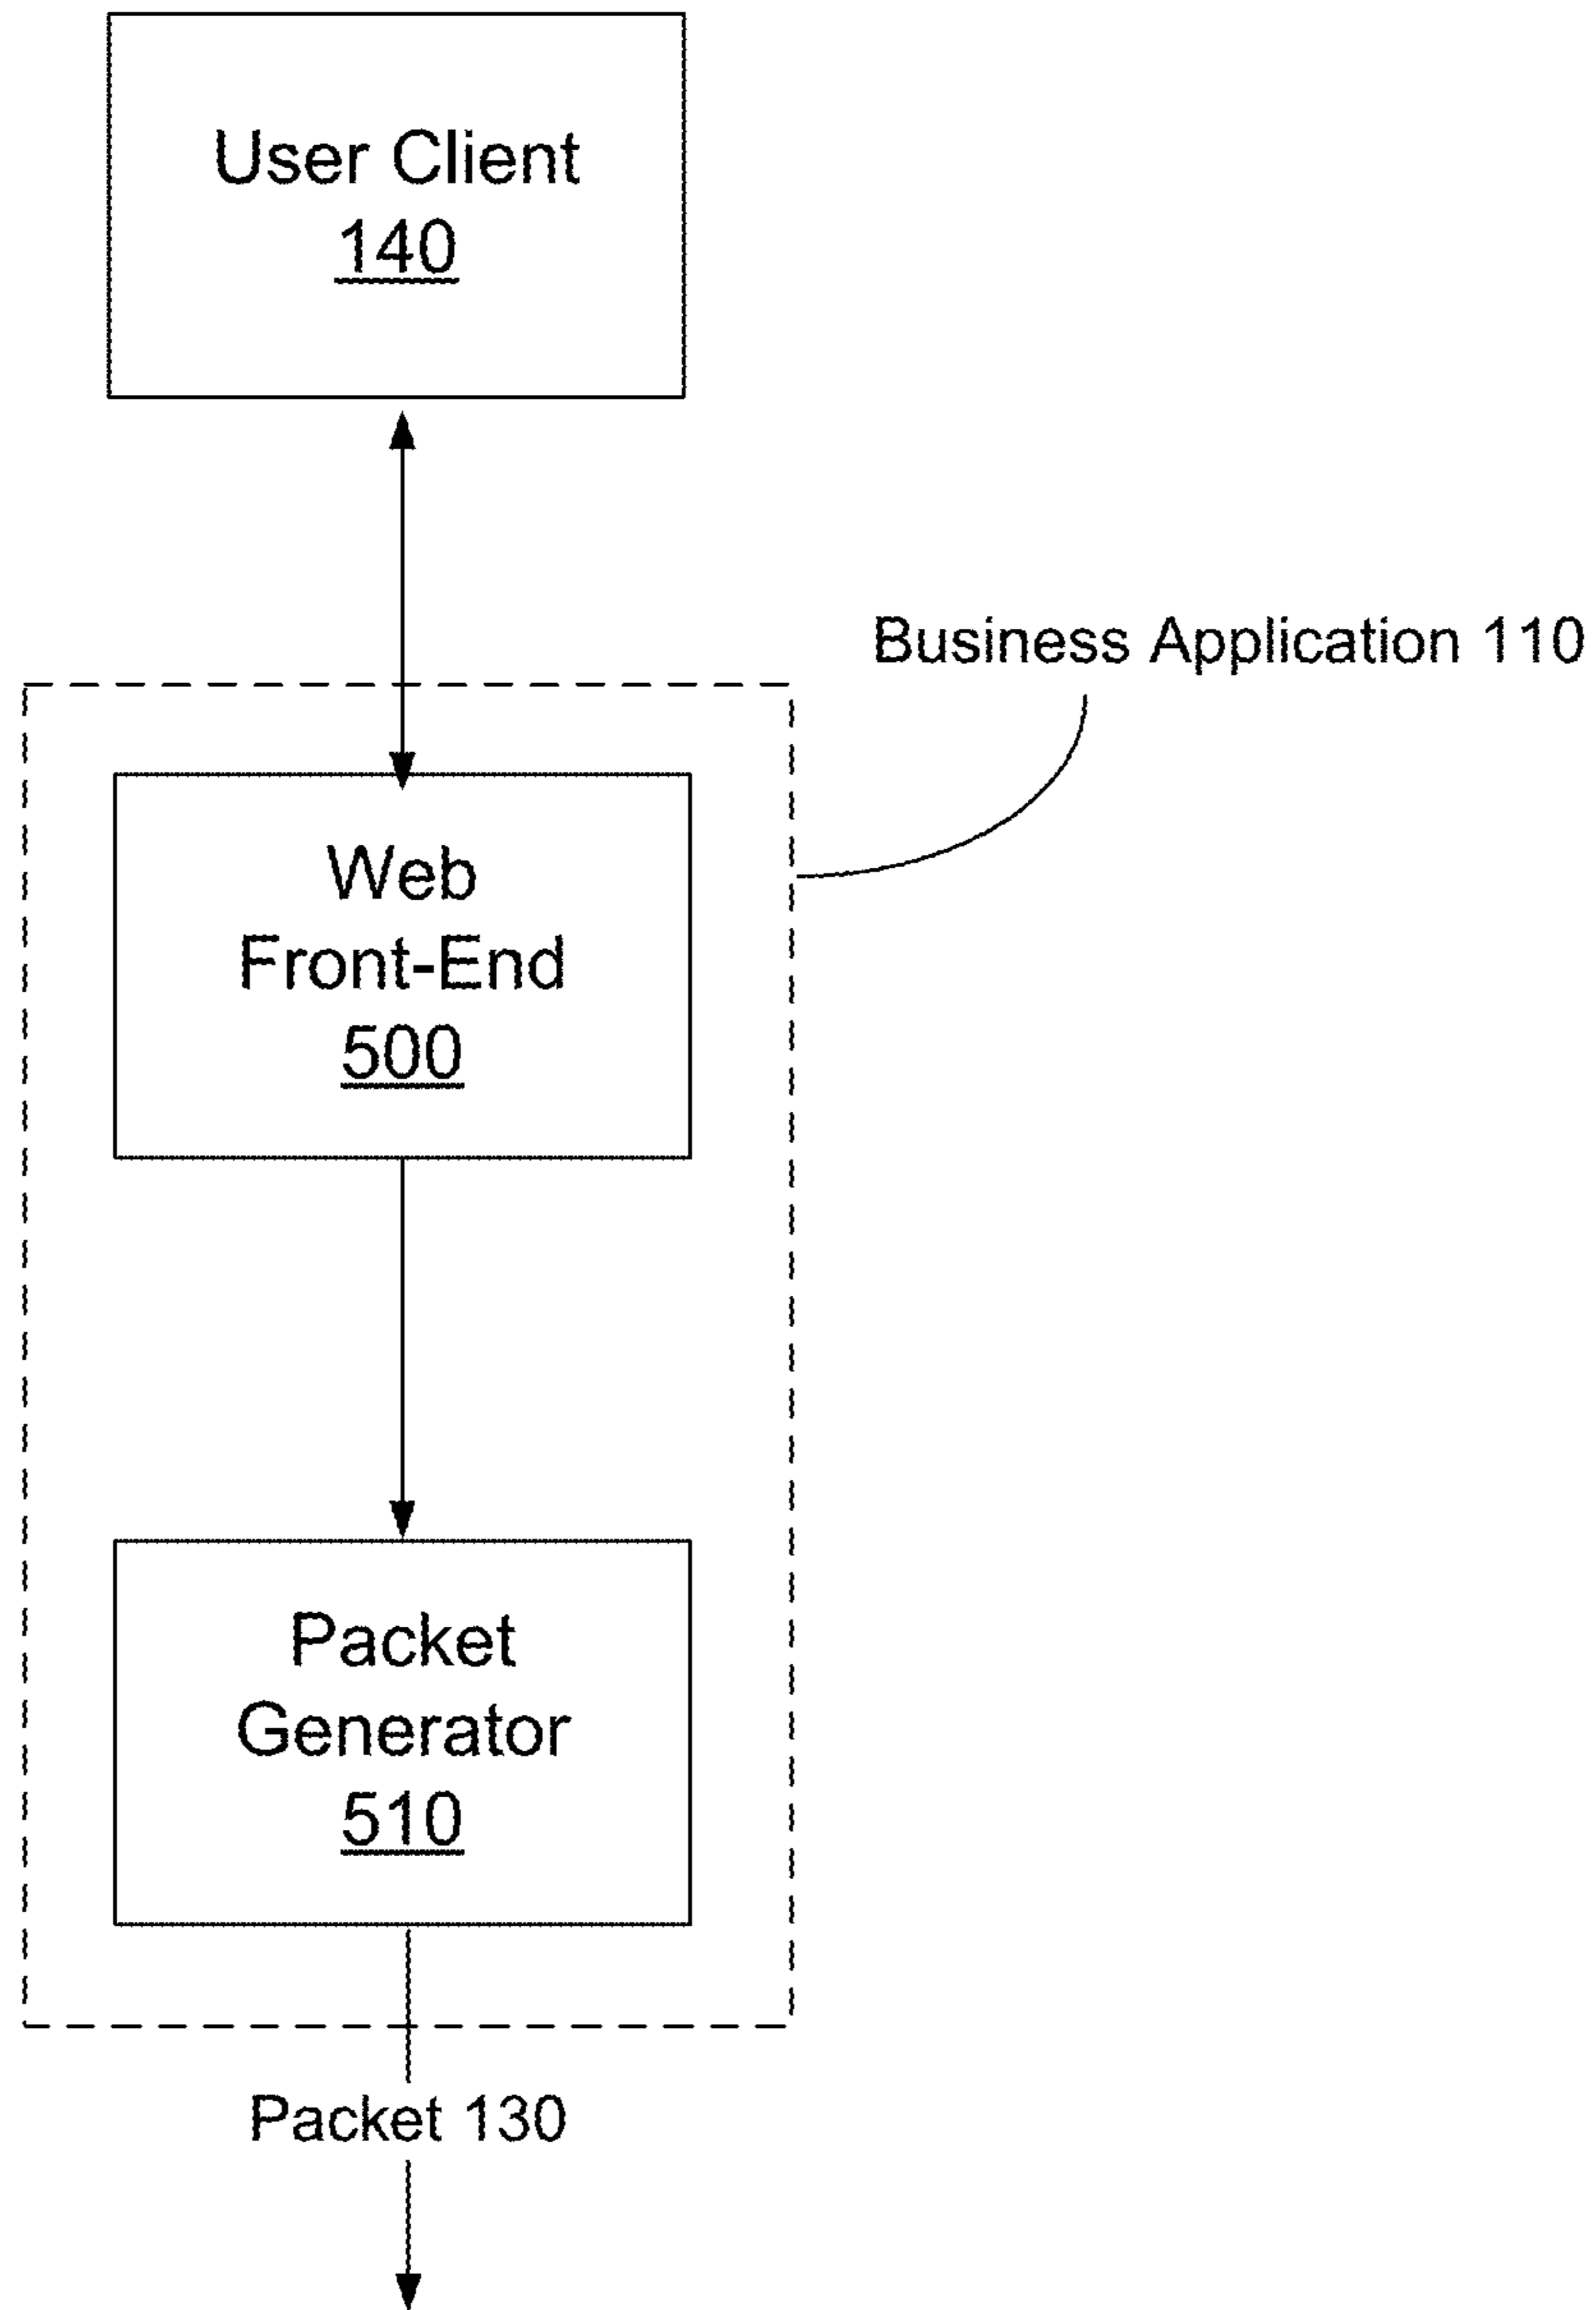 User Client
140
Business Application 110
Web
Front-End
500
Packet
Generator
510
Packet 130